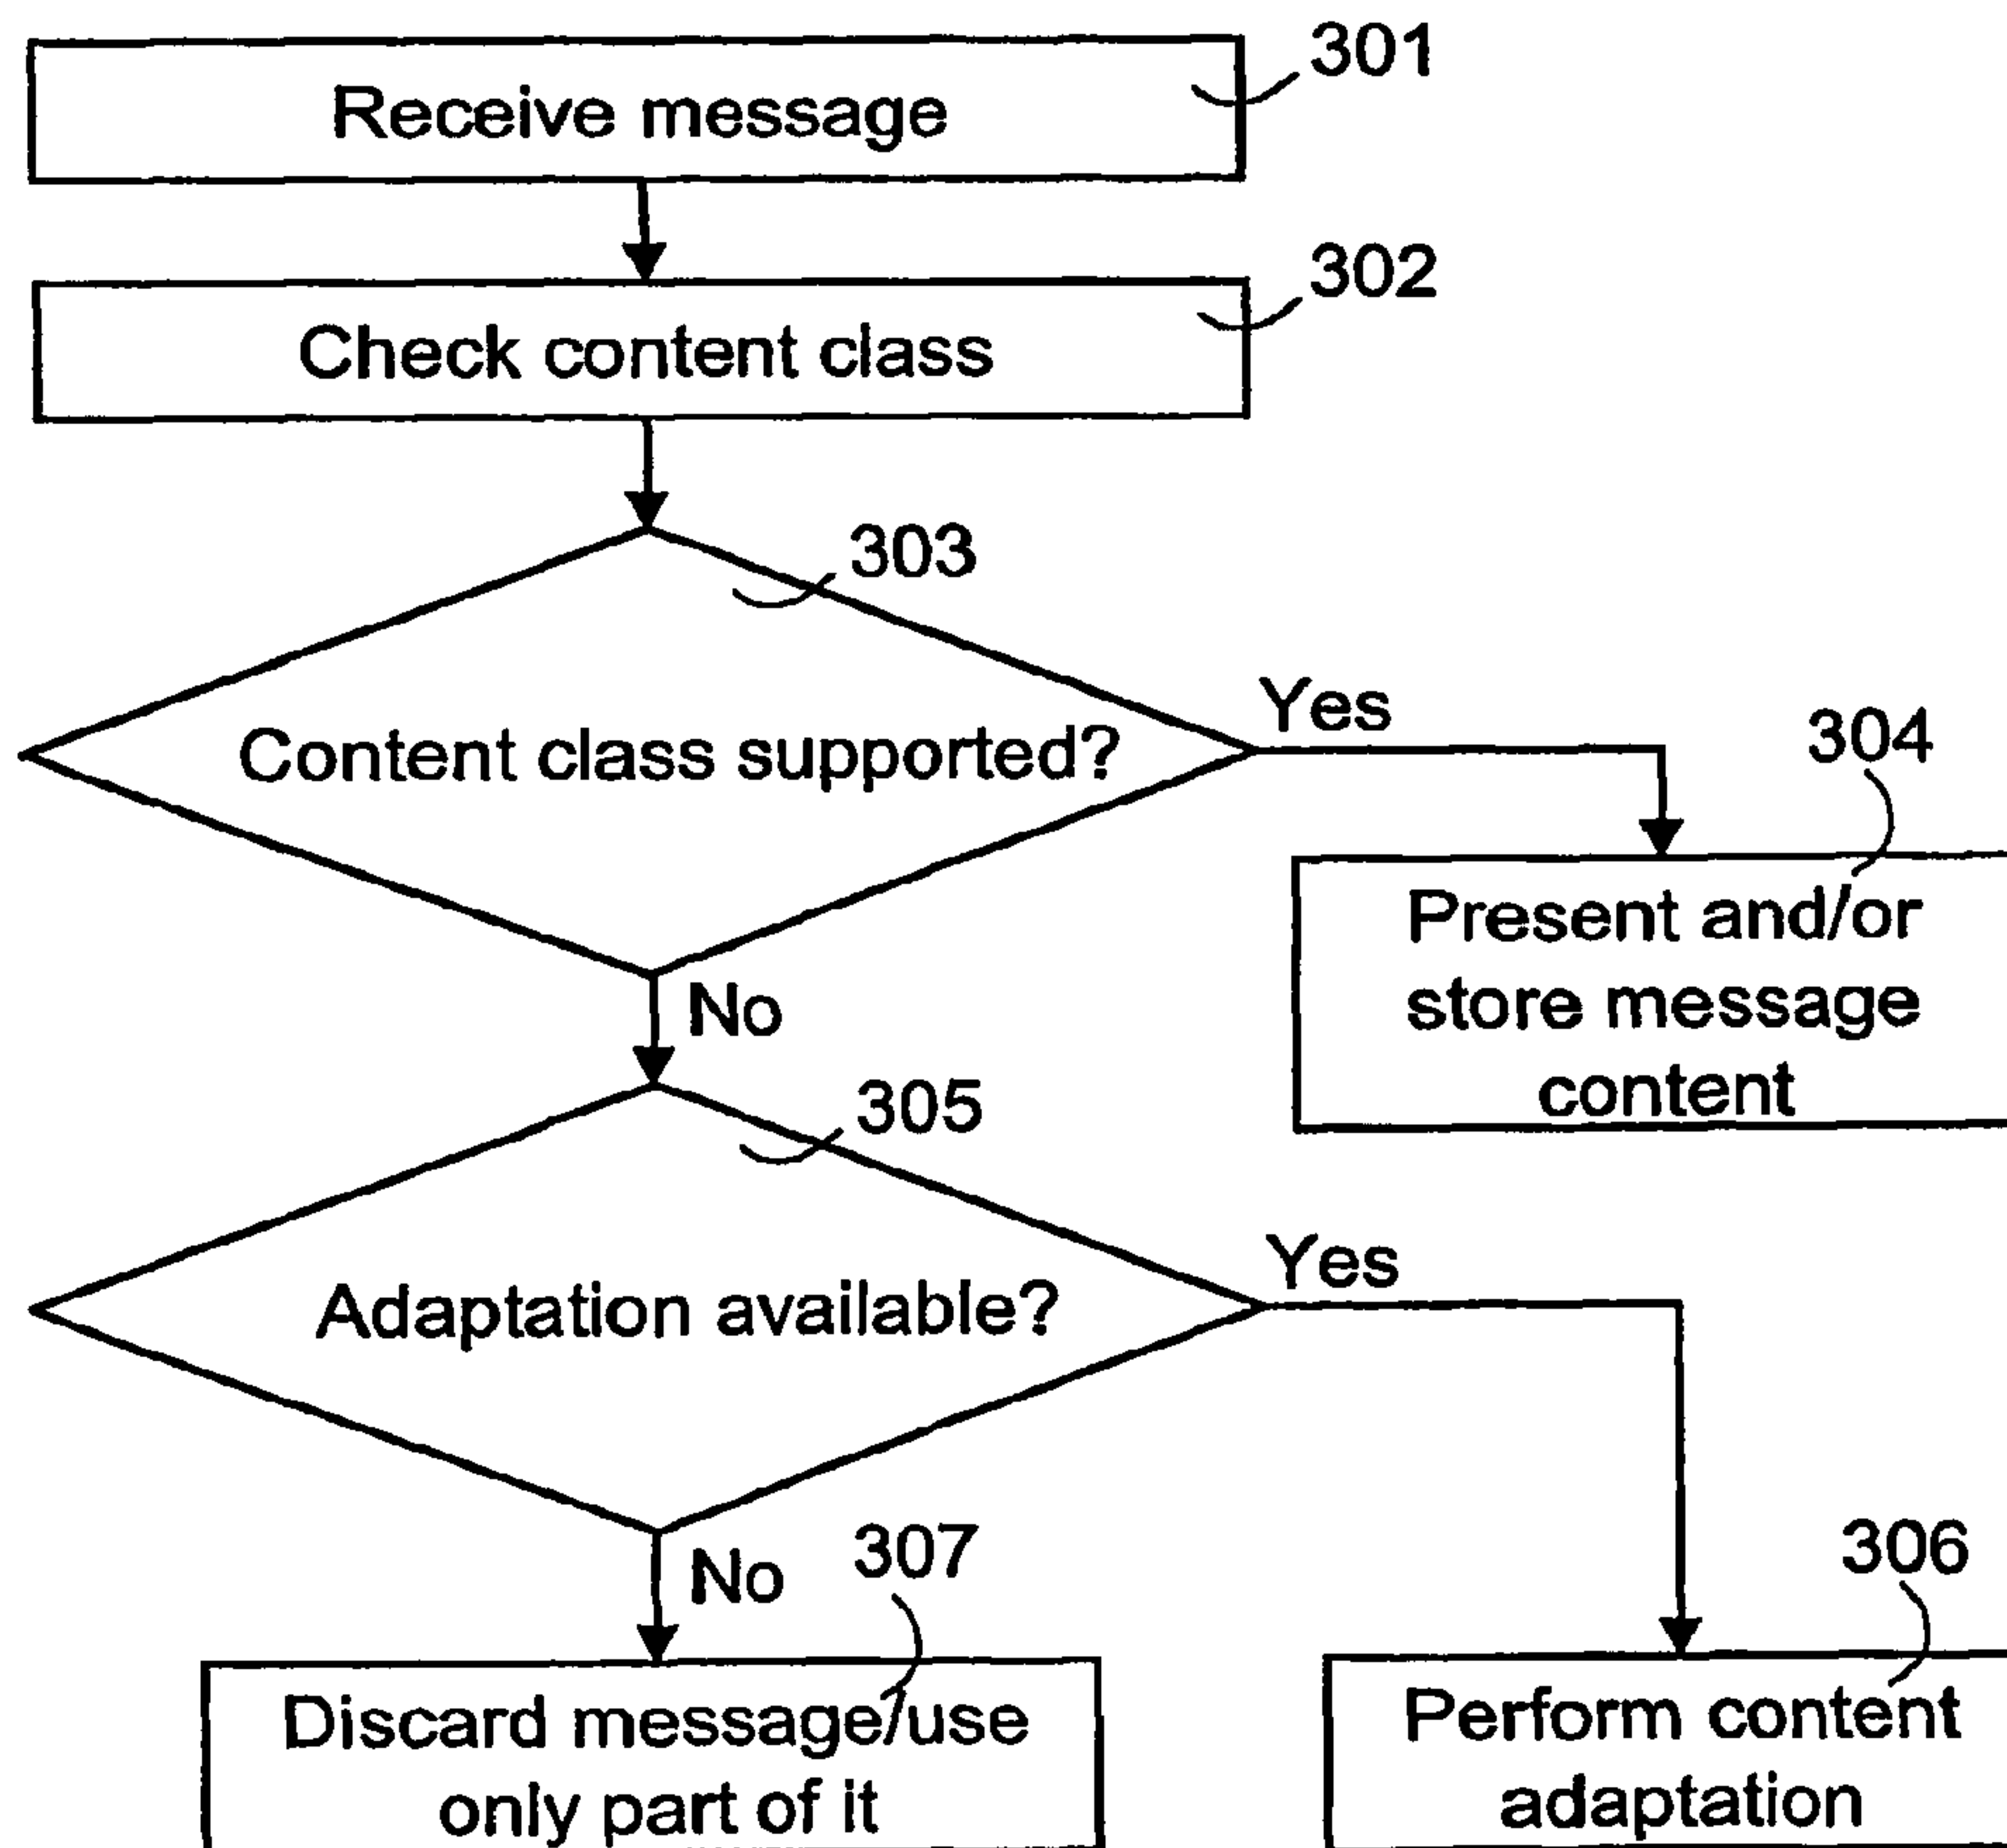 Receive message
301
Check content class
302
303
Content class supported?
Yes
304
Present and/or
store message
content
No
305
Adaptation available?
Yes
No
307
306
Discard message/use
only part of it
Perform content
adaptation